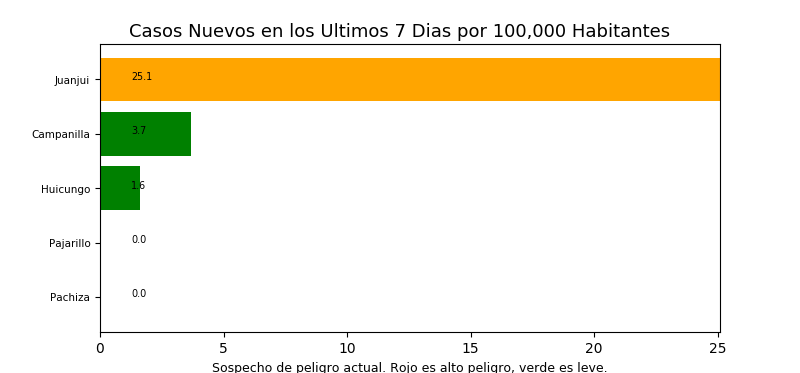 Casos Nuevos en los Ultimos 7 Dias por 100,000 Habitantes
Juanjui 25.1
Campanilla 3.7
Huicungo 1.6
Pajarillo 0.0
Pachiza 0.0
0 5 10 15 20 25
Sospecho de peligro actual. Rojo es alto peligro, verde es leve.